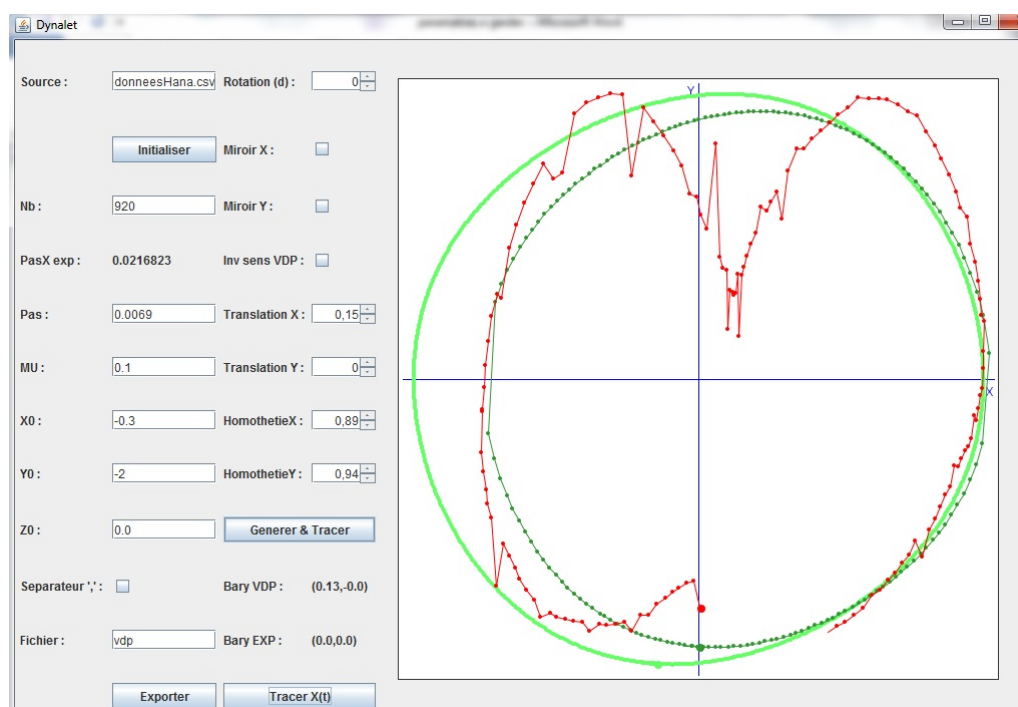 Dynalet
Source : donneesHana.csv Rotation (d) : 0
Initialiser Miroir X :
Nb : 920 Miroir Y :
PasX exp : 0.0216823 Inv sens VDP :
Pas : 0.0069 Translation X : 0,15
MU : 0.1 Translation Y : 0
X0 : -0.3 HomothetieX : 0,89
Y0 : -2 HomothetieY : 0,94
Z0 : 0.0 Generer & Tracer
Separateur ',' : Bary VDP : (0.13,-0.0)
Fichier : vdp Bary EXP : (0.0,0.0)
Exporter Tracer X(t)
Y
X